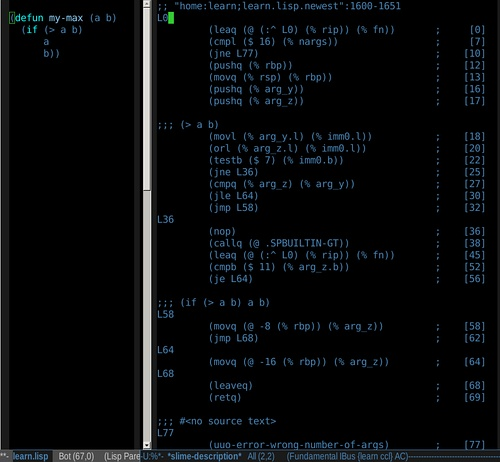 (defun my-max (a b)
(if (> a b)
a
b))
**- learn.lisp Bot (67,0) (Lisp Pare
;; "home:learn;learn.lisp.newest":1600-1651
L0
(leaq (@ (:^ L0) (% rip)) (% fn)) ; [0]
(cmpl ($ 16) (% nargs)) ; [7]
(jne L77) ; [10]
(pushq (% rbp)) ; [12]
(movq (% rsp) (% rbp)) ; [13]
(pushq (% arg_y)) ; [16]
(pushq (% arg_z)) ; [17]
;;; (> a b)
(movl (% arg_y.l) (% imm0.l)) ; [18]
(orl (% arg_z.l) (% imm0.l)) ; [20]
(testb ($ 7) (% imm0.b)) ; [22]
(jne L36) ; [25]
(cmpq (% arg_z) (% arg_y)) ; [27]
(jle L64) ; [30]
(jmp L58) ; [32]
L36
(nop) ; [36]
(callq (@ .SPBUILTIN-GT)) ; [38]
(leaq (@ (:^ L0) (% rip)) (% fn)) ; [45]
(cmpb ($ 11) (% arg_z.b)) ; [52]
(je L64) ; [56]
;;; (if (> a b) a b)
L58
(movq (@ -8 (% rbp)) (% arg_z)) ; [58]
(jmp L68) ; [62]
L64
(movq (@ -16 (% rbp)) (% arg_z)) ; [64]
L68
(leaveq) ; [68]
(retq) ; [69]
;;; #<no source text>
L77
(uuo-error-wrong-number-of-args) ; [77]
-U:%*- *slime-description* All (2,2) (Fundamental IBus {learn ccl} AC)